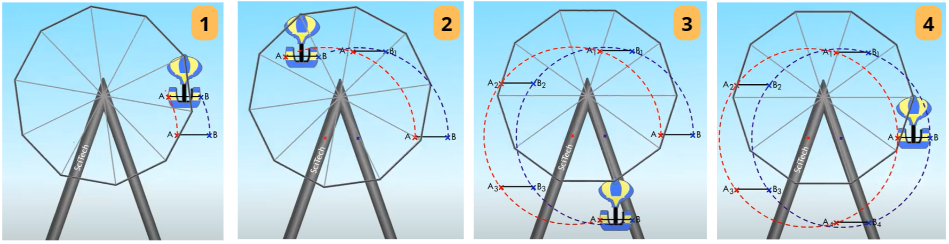 1
A B
A B
SciTech
2
A B A₁ B₁
A B
SciTech
3
A₁ B₁
A₂ B₂
A B
SciTech
A₃ B₃
A B
4
A₁ B₁
A₂ B₂
A B
SciTech
A₃ B₃
A₄ B₄